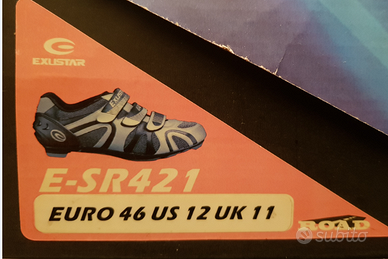 EXUSTAR
E-SR421
EURO 46 US 12 UK 11
ROAD
subito